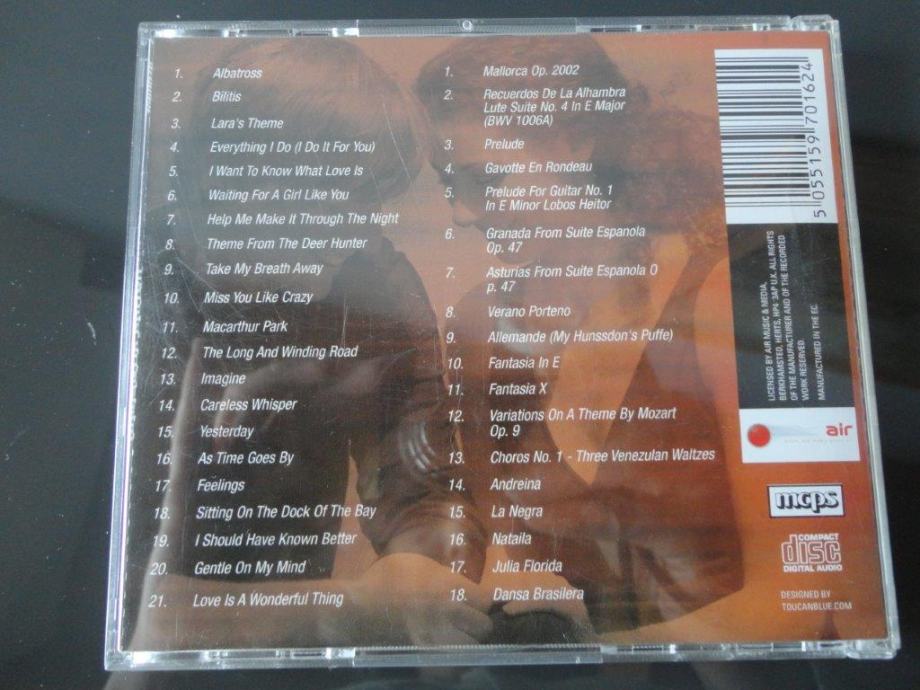 1. Albatross
2. Bilitis
3. Lara's Theme
4. Everything I Do (I Do It For You)
5. I Want To Know What Love Is
6. Waiting For A Girl Like You
7. Help Me Make It Through The Night
8. Theme From The Deer Hunter
9. Take My Breath Away
10. Miss You Like Crazy
11. Macarthur Park
12. The Long And Winding Road
13. Imagine
14. Careless Whisper
15. Yesterday
16. As Time Goes By
17. Feelings
18. Sitting On The Dock Of The Bay
19. I Should Have Known Better
20. Gentle On My Mind
21. Love Is A Wonderful Thing
1. Mallorca Op. 2002
2. Recuerdos De La Alhambra
Lute Suite No. 4 In E Major
(BWV 1006A)
3. Prelude
4. Gavotte En Rondeau
5. Prelude For Guitar No. 1
In E Minor Lobos Heitor
6. Granada From Suite Espanola
Op. 47
7. Asturias From Suite Espanola O
p. 47
8. Verano Porteno
9. Allemande (My Hunssdon's Puffe)
10. Fantasia In E
11. Fantasia X
12. Variations On A Theme By Mozart
Op. 9
13. Choros No. 1 - Three Venezulan Waltzes
14. Andreina
15. La Negra
16. Nataila
17. Julia Florida
18. Dansa Brasilera
5 055159 701624
LICENSED BY AIR MUSIC & MEDIA,
BERKHAMSTED, HERTS, HP4 3AP U.K. ALL RIGHTS
OF THE MANUFACTURER AND OF THE RECORDED
WORK RESERVED.
MANUFACTURED IN THE EC.
air
mcps
COMPACT
disc
DIGITAL AUDIO
DESIGNED BY
TOUCANBLUE.COM